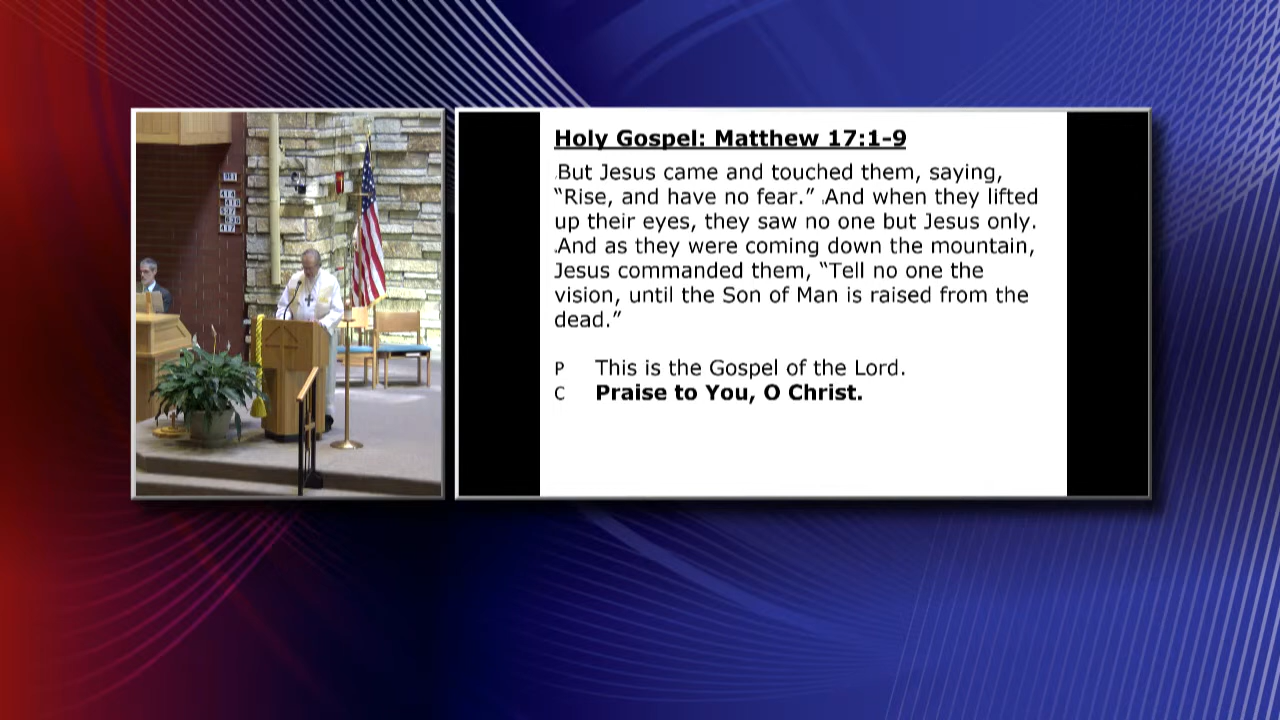 Holy Gospel: Matthew 17:1-9
But Jesus came and touched them, saying,
“Rise, and have no fear.” And when they lifted
up their eyes, they saw no one but Jesus only.
And as they were coming down the mountain,
Jesus commanded them, “Tell no one the
vision, until the Son of Man is raised from the
dead.”
P This is the Gospel of the Lord.
C Praise to You, O Christ.